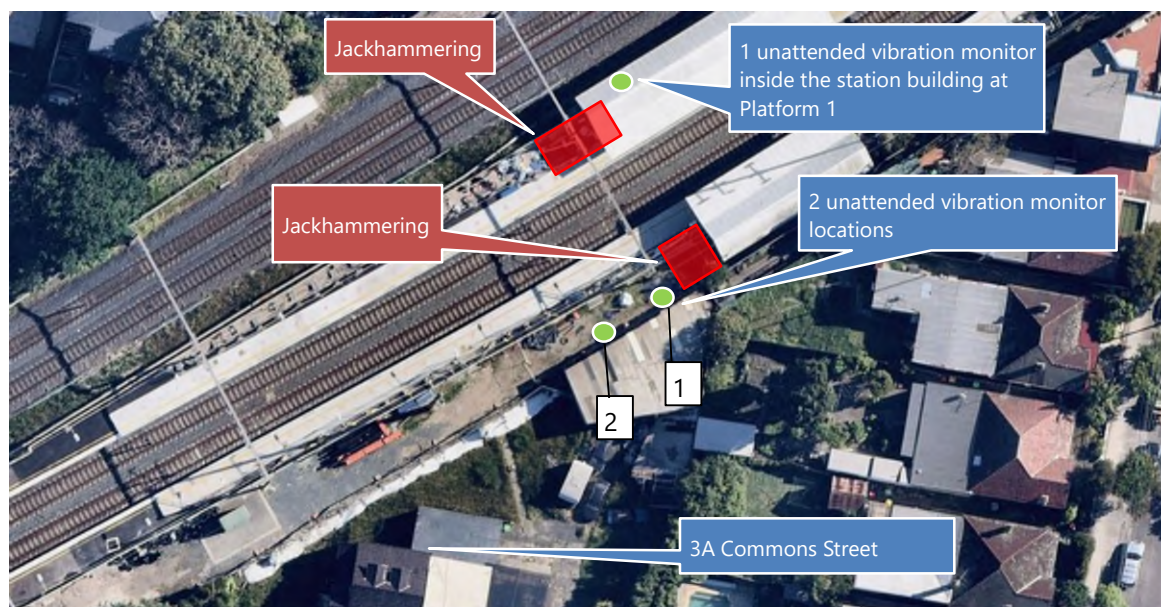 Jackhammering
1 unattended vibration monitor
inside the station building at
Platform 1
Jackhammering
2 unattended vibration monitor
locations
1
2
3A Commons Street